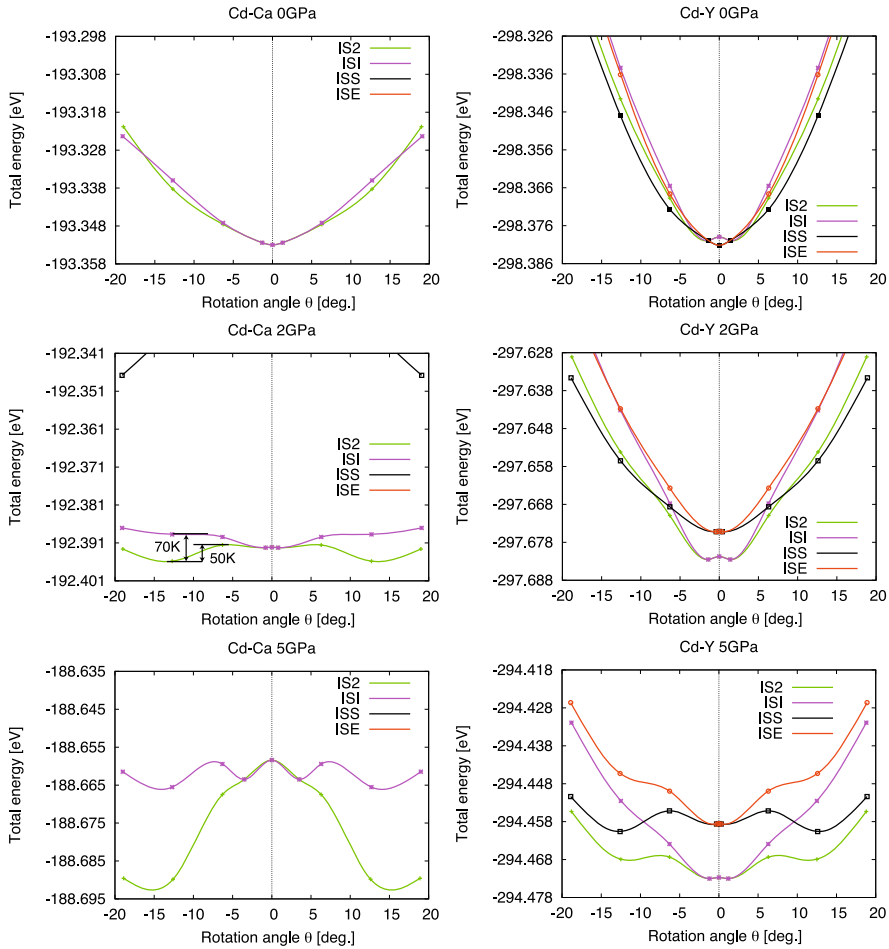 Cd-Ca 0GPa
Total energy [eV]
-193.298
-193.308
-193.318
-193.328
-193.338
-193.348
-193.358
IS2
ISI
ISS
ISE
-20 -15 -10 -5 0 5 10 15 20
Rotation angle θ [deg.]
Cd-Y 0GPa
Total energy [eV]
-298.326
-298.336
-298.346
-298.356
-298.366
-298.376
-298.386
IS2
ISI
ISS
ISE
-20 -15 -10 -5 0 5 10 15 20
Rotation angle θ [deg.]
Cd-Ca 2GPa
Total energy [eV]
-192.341
-192.351
-192.361
-192.371
-192.381
-192.391
-192.401
IS2
ISI
ISS
ISE
70K
50K
-20 -15 -10 -5 0 5 10 15 20
Rotation angle θ [deg.]
Cd-Y 2GPa
Total energy [eV]
-297.628
-297.638
-297.648
-297.658
-297.668
-297.678
-297.688
IS2
ISI
ISS
ISE
-20 -15 -10 -5 0 5 10 15 20
Rotation angle θ [deg.]
Cd-Ca 5GPa
Total energy [eV]
-188.635
-188.645
-188.655
-188.665
-188.675
-188.685
-188.695
IS2
ISI
ISS
ISE
-20 -15 -10 -5 0 5 10 15 20
Rotation angle θ [deg.]
Cd-Y 5GPa
Total energy [eV]
-294.418
-294.428
-294.438
-294.448
-294.458
-294.468
-294.478
IS2
ISI
ISS
ISE
-20 -15 -10 -5 0 5 10 15 20
Rotation angle θ [deg.]